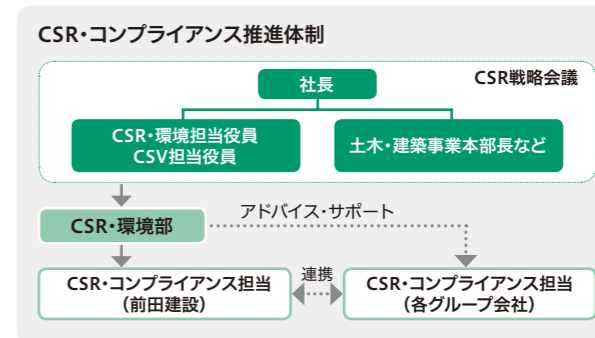 CSR・コンプライアンス推進体制
CSR戦略会議
社長
CSR・環境担当役員
CSV担当役員
土木・建築事業本部長など
CSR・環境部
アドバイス・サポート
CSR・コンプライアンス担当
(前田建設)
連携
CSR・コンプライアンス担当
(各グループ会社)